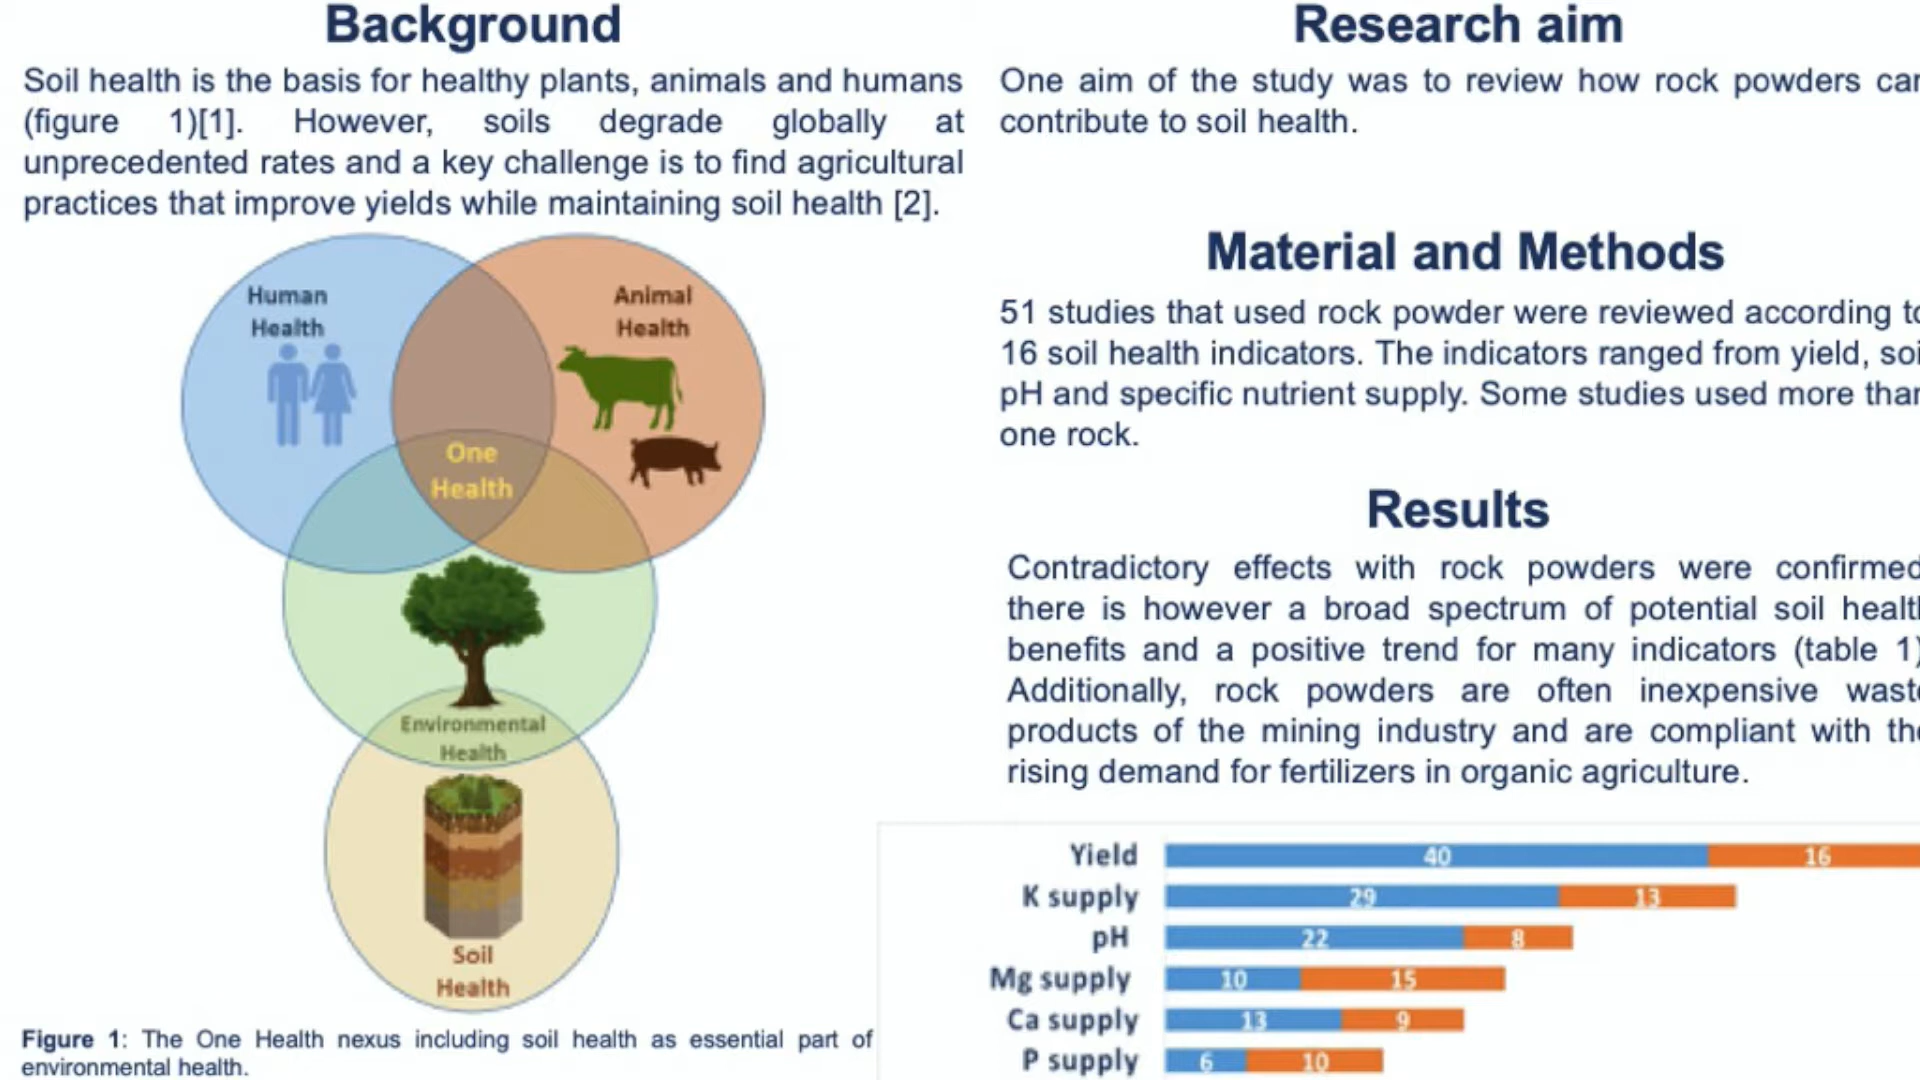 Background
Soil health is the basis for healthy plants, animals and humans
(figure 1)[1]. However, soils degrade globally at
unprecedented rates and a key challenge is to find agricultural
practices that improve yields while maintaining soil health [2].
Human
Health
Animal
Health
One
Health
Environmental
Health
Soil
Health
Figure 1: The One Health nexus including soil health as essential part of
environmental health.
Research aim
One aim of the study was to review how rock powders can
contribute to soil health.
Material and Methods
51 studies that used rock powder were reviewed according to
16 soil health indicators. The indicators ranged from yield, soi
pH and specific nutrient supply. Some studies used more than
one rock.
Results
Contradictory effects with rock powders were confirmed
there is however a broad spectrum of potential soil health
benefits and a positive trend for many indicators (table 1)
Additionally, rock powders are often inexpensive waste
products of the mining industry and are compliant with the
rising demand for fertilizers in organic agriculture.
Yield 40 16
K supply 29 13
pH 22 8
Mg supply 10 15
Ca supply 13 9
P supply 6 10